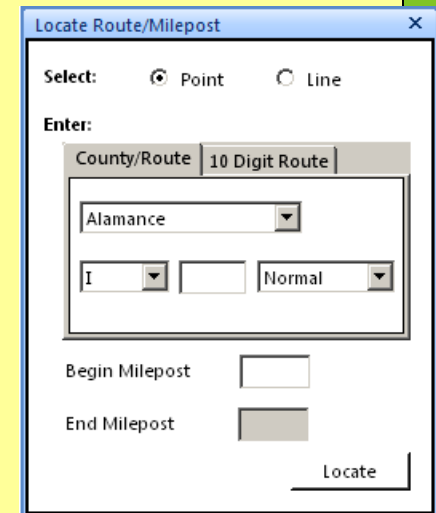 Locate Route/Milepost x
Select: Point Line
Enter:
County/Route 10 Digit Route
Alamance
I Normal
Begin Milepost
End Milepost
Locate